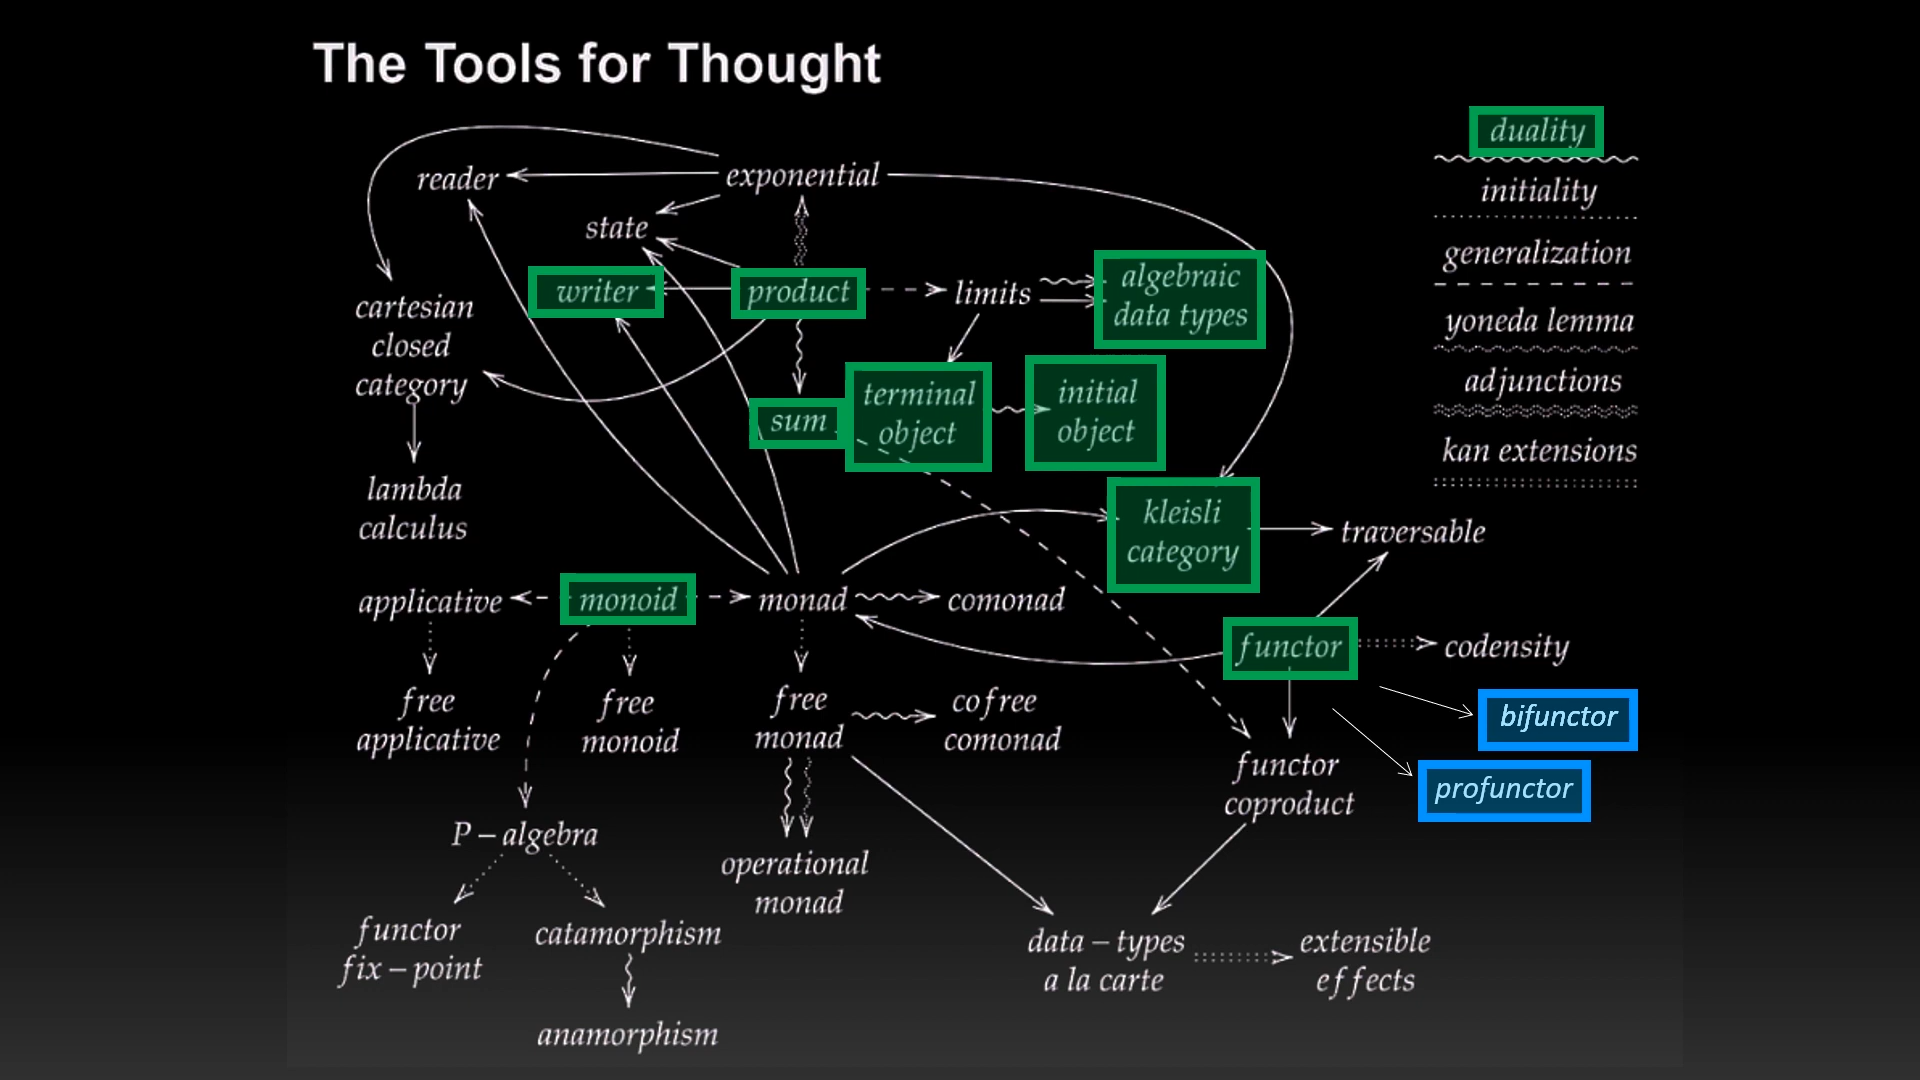 The Tools for Thought
duality
initiality
generalization
yoneda lemma
adjunctions
kan extensions
reader
exponential
state
writer
product
limits
algebraic
data types
cartesian
closed
category
sum
terminal
object
initial
object
lambda
calculus
kleisli
category
traversable
applicative
monoid
monad
comonad
functor
codensity
free
applicative
free
monoid
free
monad
cofree
comonad
bifunctor
profunctor
functor
coproduct
P – algebra
operational
monad
functor
fix – point
catamorphism
data – types
a la carte
extensible
effects
anamorphism